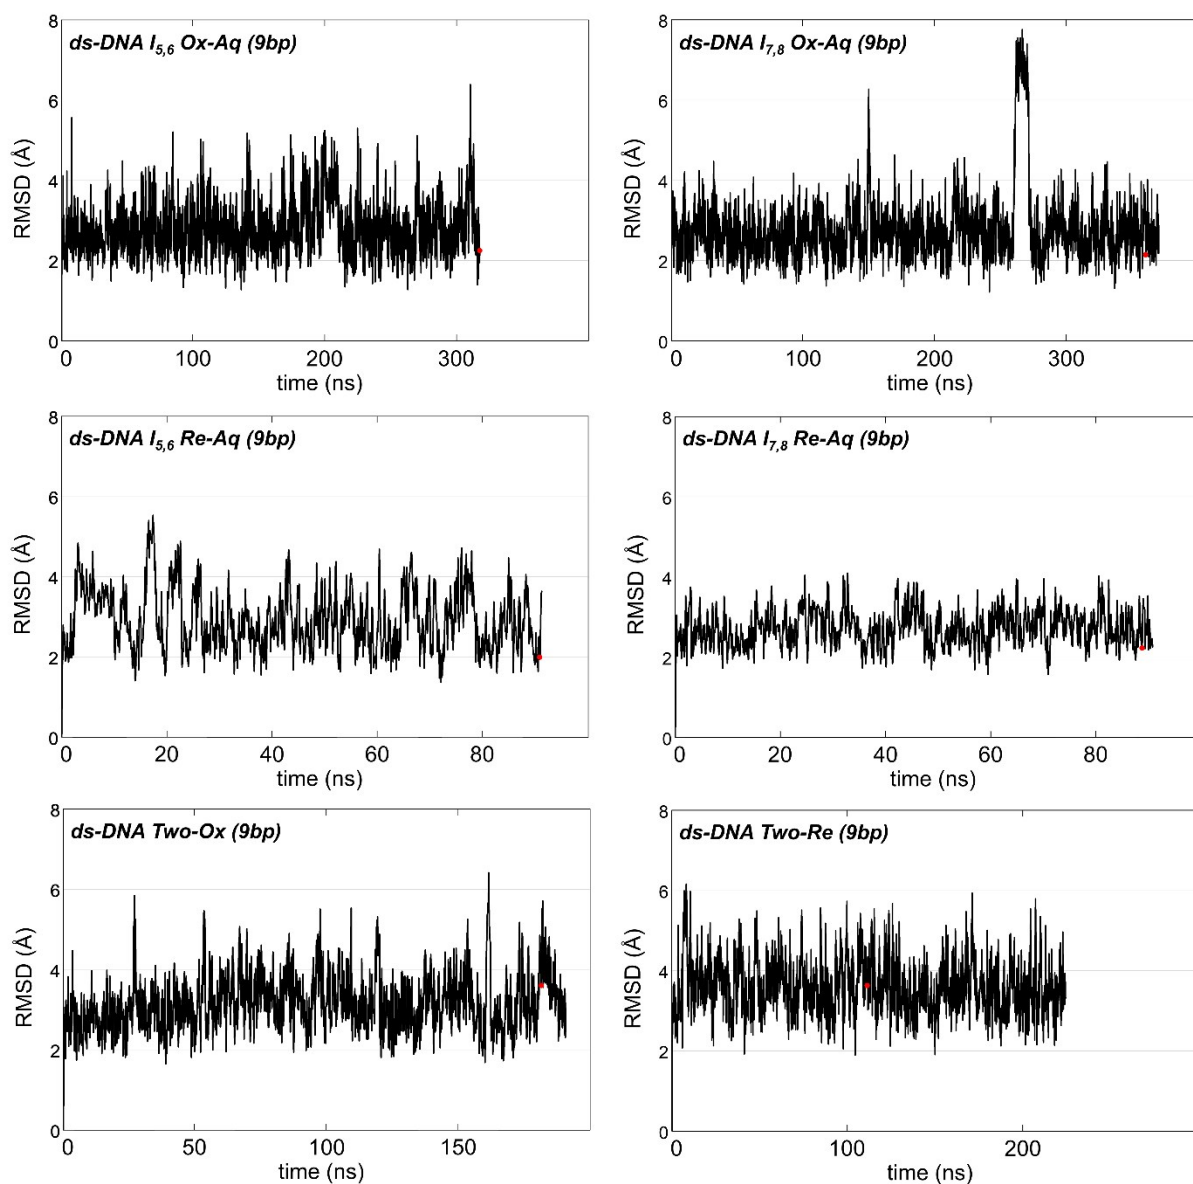 ds-DNA I5,6 Ox-Aq (9bp)
RMSD (Å)
8
6
4
2
0
0 100 200 300
time (ns)
ds-DNA I7,8 Ox-Aq (9bp)
RMSD (Å)
8
6
4
2
0
0 100 200 300
time (ns)
ds-DNA I5,6 Re-Aq (9bp)
RMSD (Å)
8
6
4
2
0
0 20 40 60 80
time (ns)
ds-DNA I7,8 Re-Aq (9bp)
RMSD (Å)
8
6
4
2
0
0 20 40 60 80
time (ns)
ds-DNA Two-Ox (9bp)
RMSD (Å)
8
6
4
2
0
0 50 100 150
time (ns)
ds-DNA Two-Re (9bp)
RMSD (Å)
8
6
4
2
0
0 100 200
time (ns)